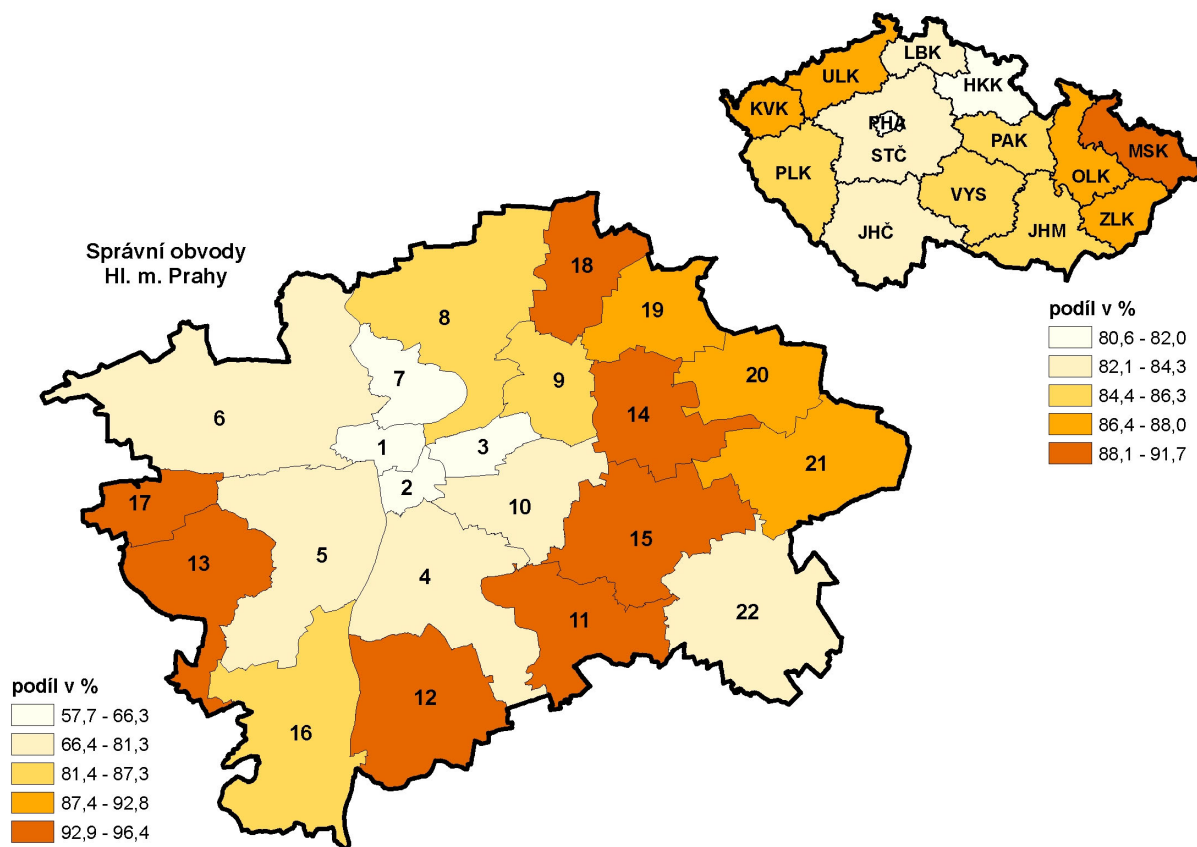 LBK
ULK
HKK
KVK
PHA
PAK
MSK
STČ
PLK
OLK
VYS
ZLK
JHČ
JHM
Správní obvody
Hl. m. Prahy
18
19
8
7
9
20
14
6
1
3
21
2
17
10
15
5
13
4
22
11
12
16
podíl v %
80,6 - 82,0
82,1 - 84,3
84,4 - 86,3
86,4 - 88,0
88,1 - 91,7
podíl v %
57,7 - 66,3
66,4 - 81,3
81,4 - 87,3
87,4 - 92,8
92,9 - 96,4